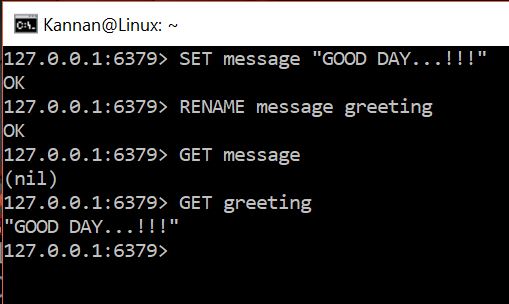 Kannan@Linux: ~
127.0.0.1:6379> SET message "GOOD DAY...!!!"
OK
127.0.0.1:6379> RENAME message greeting
OK
127.0.0.1:6379> GET message
(nil)
127.0.0.1:6379> GET greeting
"GOOD DAY...!!!"
127.0.0.1:6379>